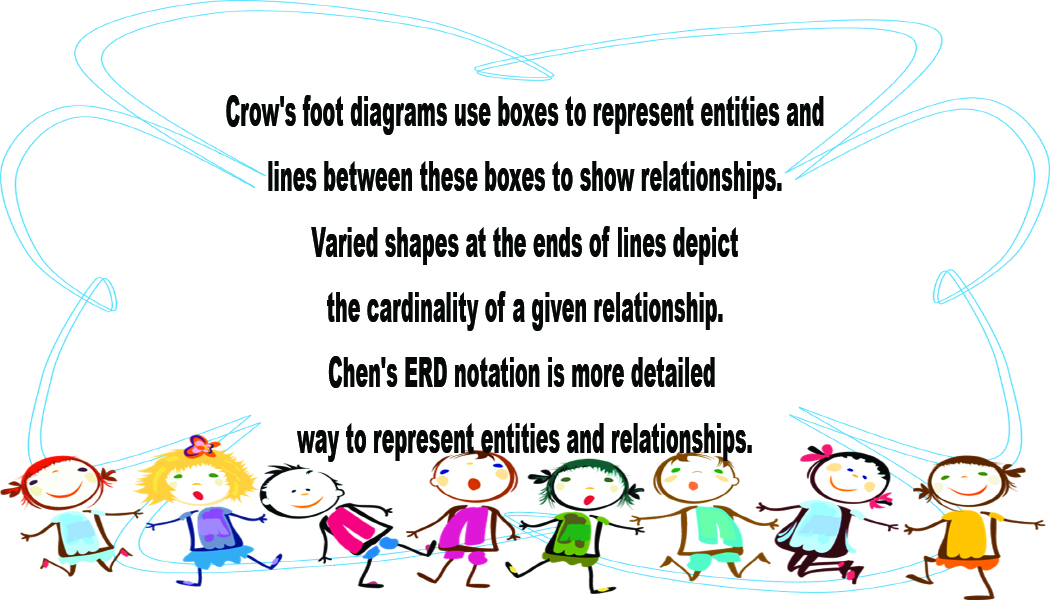 Crow's foot diagrams use boxes to represent entities and
lines between these boxes to show relationships.
Varied shapes at the ends of lines depict
the cardinality of a given relationship.
Chen's ERD notation is more detailed
way to represent entities and relationships.